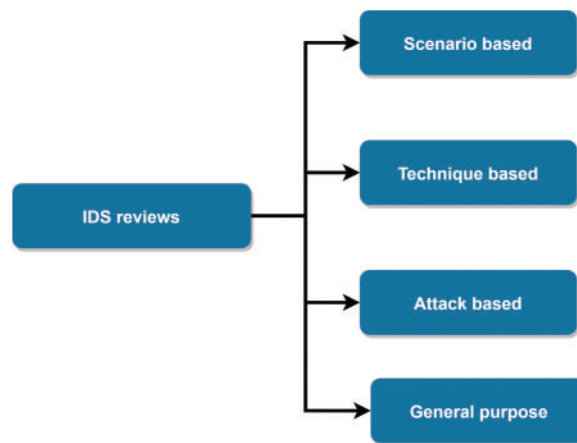 Scenario based
Technique based
IDS reviews
Attack based
General purpose